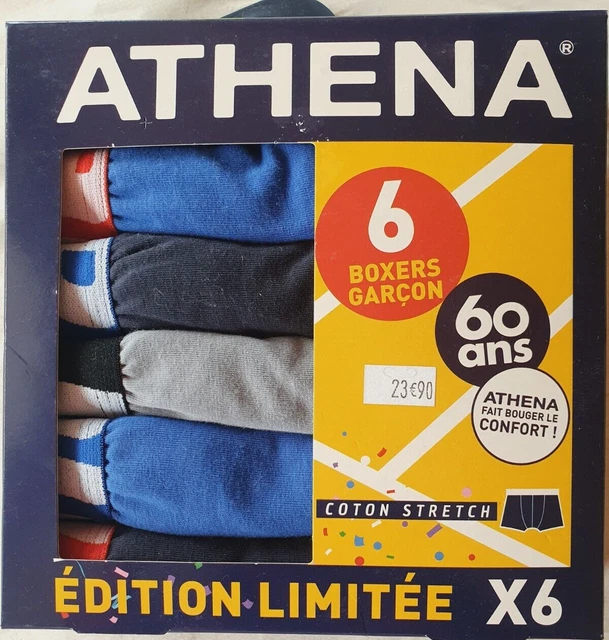 ATHENA®
6
BOXERS
GARÇON
60
ans
23€90
ATHENA
FAIT BOUGER LE
CONFORT !
COTON STRETCH
ÉDITION LIMITÉE X6